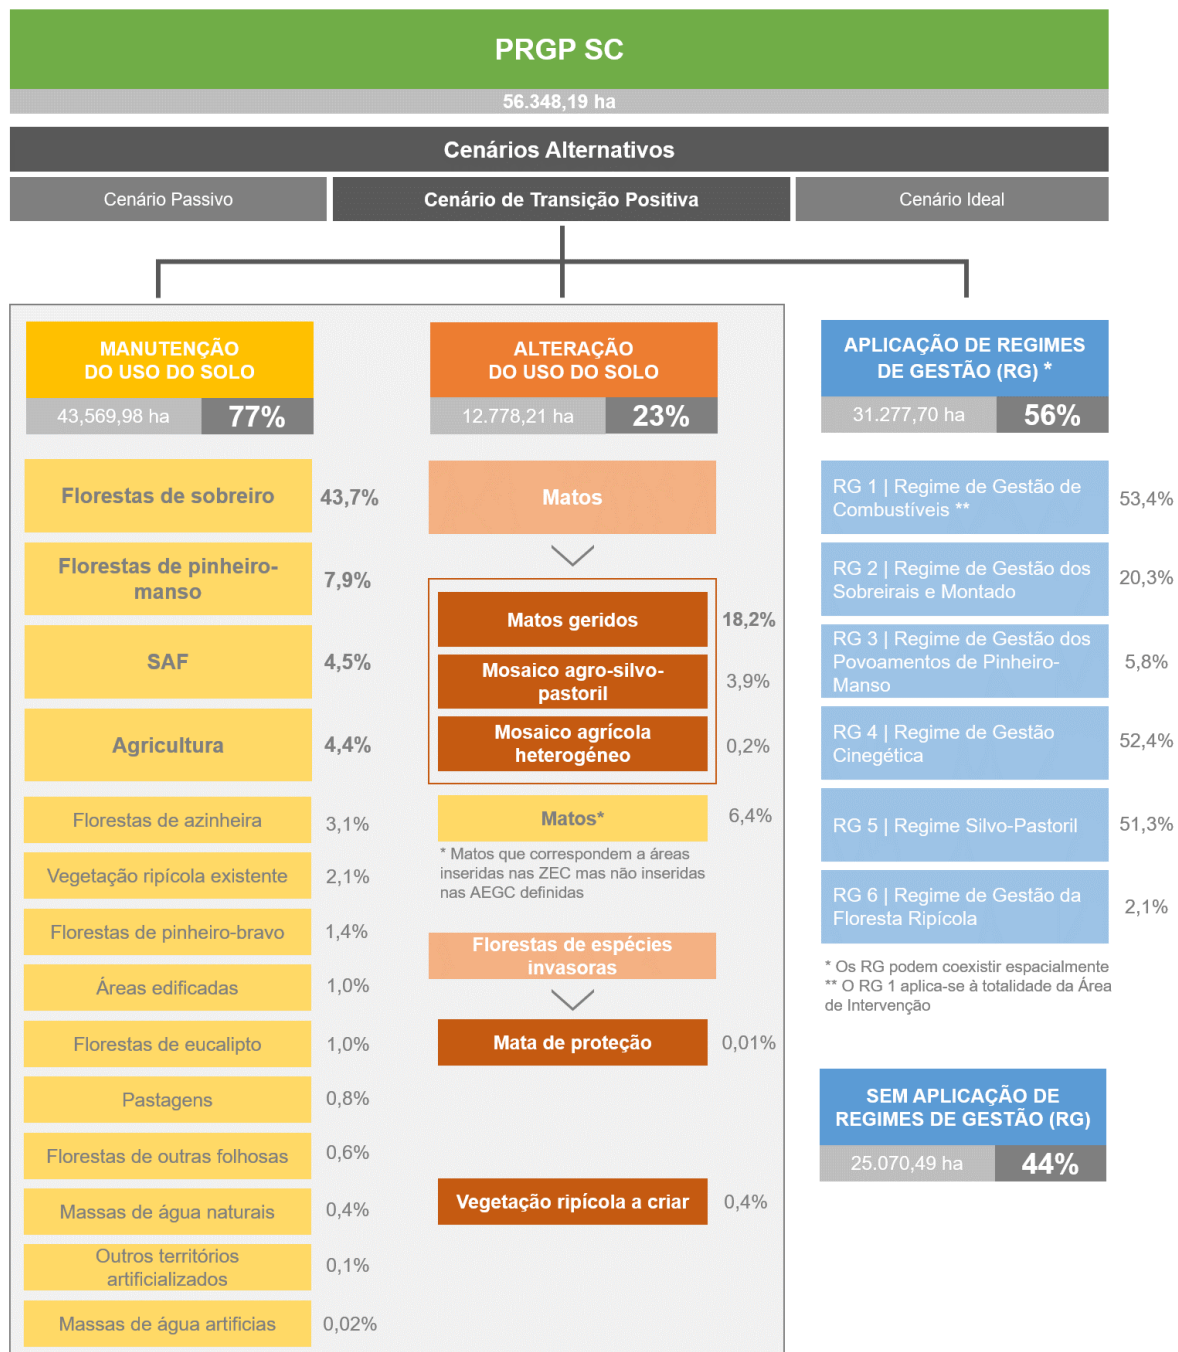 PRGP SC
56.348,19 ha
Cenários Alternativos
Cenário Passivo
Cenário de Transição Positiva
Cenário Ideal
MANUTENÇÃO
DO USO DO SOLO
43,569,98 ha
77%
Florestas de sobreiro
43,7%
Florestas de pinheiro-
manso
7,9%
SAF
4,5%
Agricultura
4,4%
Florestas de azinheira
3,1%
Vegetação ripícola existente
2,1%
Florestas de pinheiro-bravo
1,4%
Áreas edificadas
1,0%
Florestas de eucalipto
1,0%
Pastagens
0,8%
Florestas de outras folhosas
0,6%
Massas de água naturais
0,4%
Outros territórios
artificializados
0,1%
Massas de água artificias
0,02%
ALTERAÇÃO
DO USO DO SOLO
12.778,21 ha
23%
Matos
Matos geridos
18,2%
Mosaico agro-silvo-
pastoril
3,9%
Mosaico agrícola
heterogéneo
0,2%
Matos*
6,4%
* Matos que correspondem a áreas
inseridas nas ZEC mas não inseridas
nas AEGC definidas
Florestas de espécies
invasoras
Mata de proteção
0,01%
Vegetação ripícola a criar
0,4%
APLICAÇÃO DE REGIMES
DE GESTÃO (RG) *
31.277,70 ha
56%
RG 1 | Regime de Gestão de
Combustíveis **
53,4%
RG 2 | Regime de Gestão dos
Sobreirais e Montado
20,3%
RG 3 | Regime de Gestão dos
Povoamentos de Pinheiro-
Manso
5,8%
RG 4 | Regime de Gestão
Cinegética
52,4%
RG 5 | Regime Silvo-Pastoril
51,3%
RG 6 | Regime de Gestão da
Floresta Ripícola
2,1%
* Os RG podem coexistir espacialmente
** O RG 1 aplica-se à totalidade da Área
de Intervenção
SEM APLICAÇÃO DE
REGIMES DE GESTÃO (RG)
25.070,49 ha
44%